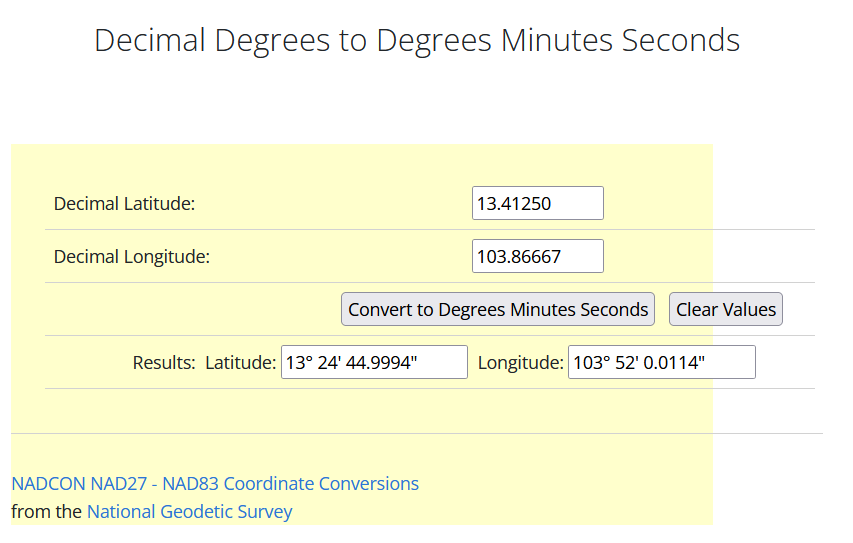 Decimal Degrees to Degrees Minutes Seconds
Decimal Latitude: 13.41250
Decimal Longitude: 103.86667
Convert to Degrees Minutes Seconds Clear Values
Results: Latitude: 13° 24' 44.9994" Longitude: 103° 52' 0.0114"
NADCON NAD27 - NAD83 Coordinate Conversions
from the National Geodetic Survey